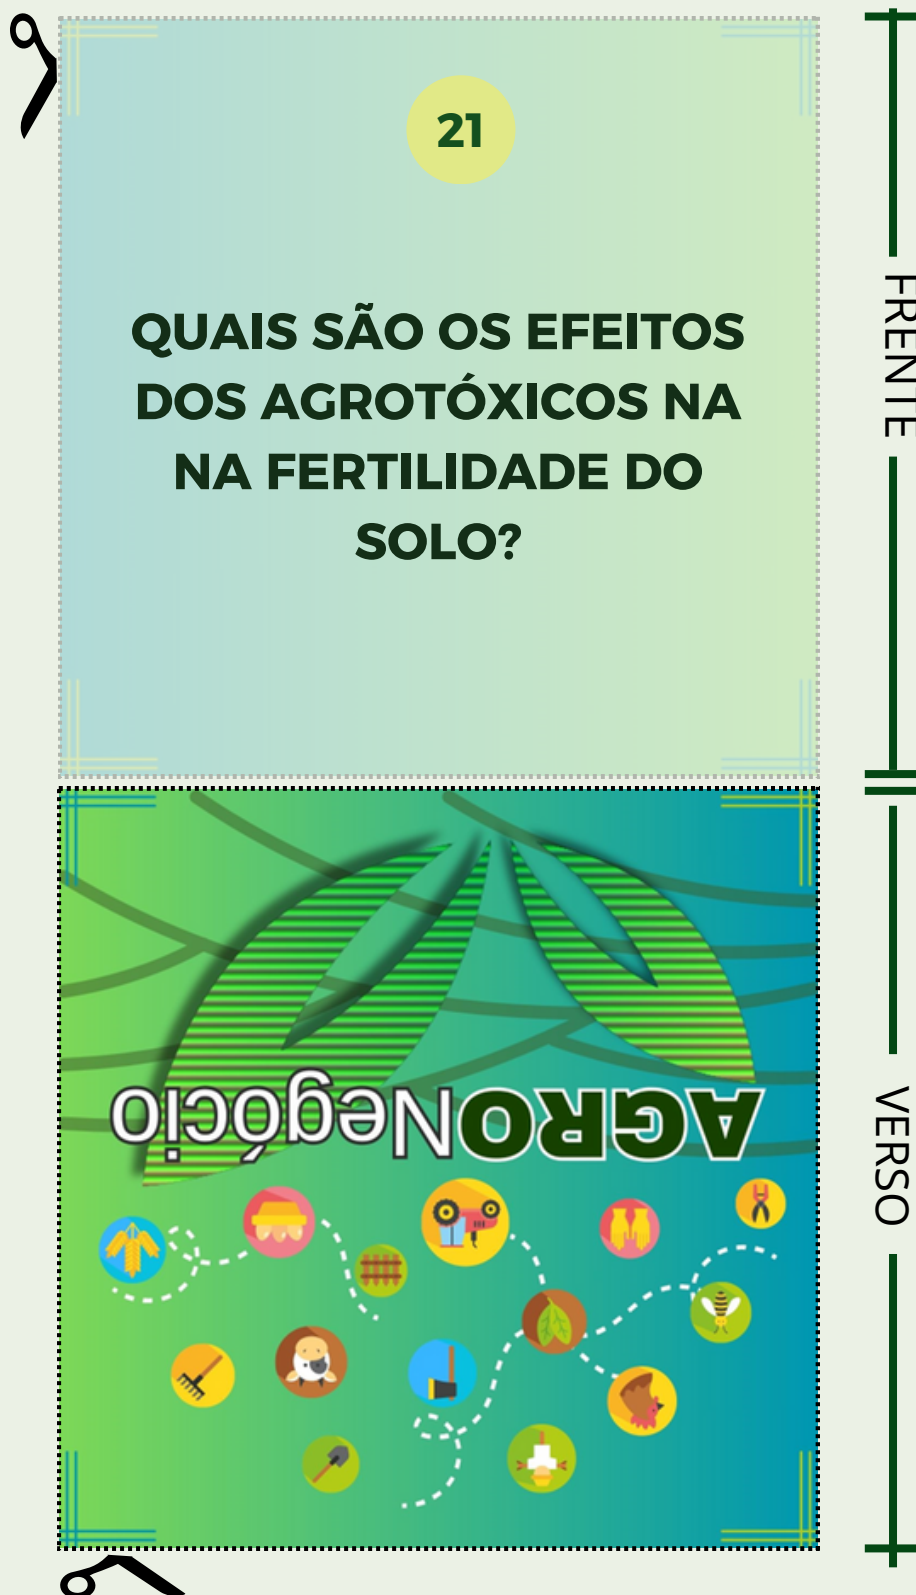 21
QUAIS SÃO OS EFEITOS
DOS AGROTÓXICOS NA
NA FERTILIDADE DO
SOLO?
FRENTE
AGRONegócio
VERSO